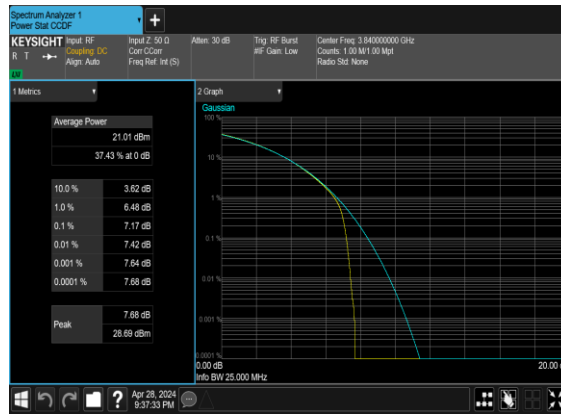 Spectrum Analyzer 1
Power Stat CCDF
+
KEYSIGHT
R T
LV
Input: RF
Coupling: DC
Align: Auto
Input Z: 50 Ω
Corr CCorr
Freq Ref: Int (S)
Atten: 30 dB
Trig: RF Burst
#IF Gain: Low
Center Freq: 3.840000000 GHz
Counts: 1.00 M/1.00 Mpt
Radio Std: None
1 Metrics
Average Power
21.01 dBm
37.43 % at 0 dB
10.0 % 3.62 dB
1.0 % 6.48 dB
0.1 % 7.17 dB
0.01 % 7.42 dB
0.001 % 7.64 dB
0.0001 % 7.68 dB
Peak
7.68 dB
28.69 dBm
2 Graph
Gaussian
100 %
10 %
1 %
0.1 %
0.01 %
0.001 %
0.0001 %
0.00 dB
20.00
Info BW 25.000 MHz
?
Apr 28, 2024
9:37:33 PM